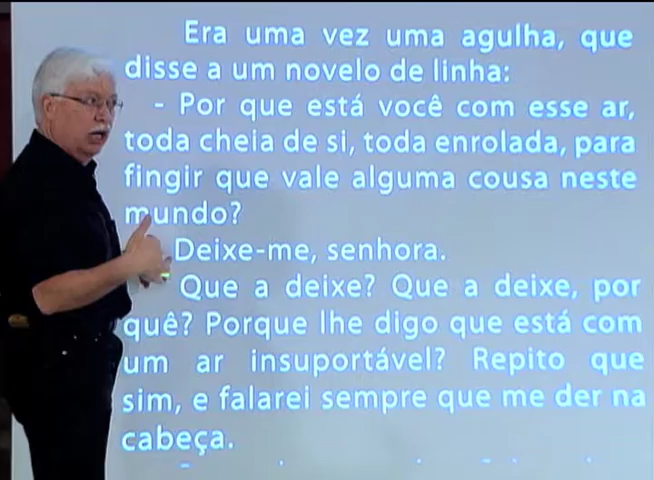 Era uma vez uma agulha, que
disse a um novelo de linha:
- Por que está você com esse ar,
toda cheia de si, toda enrolada, para
fingir que vale alguma cousa neste
mundo?
Deixe-me, senhora.
Que a deixe? Que a deixe, por
quê? Porque lhe digo que está com
um ar insuportável? Repito que
sim, e falarei sempre que me der na
cabeça.